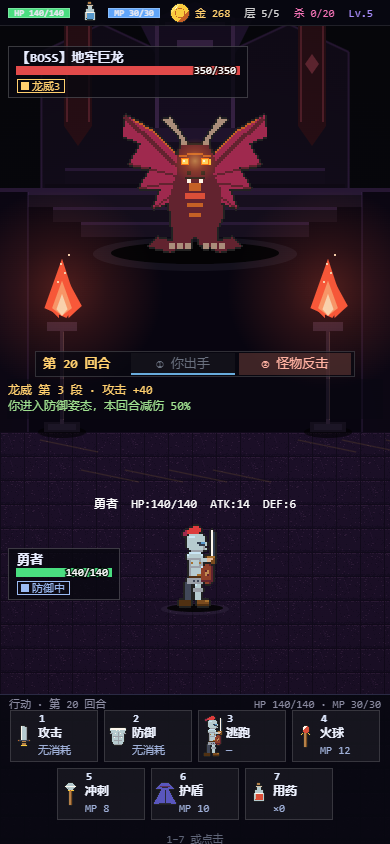 HP 140/140 MP 30/30 金 268 层 5/5 杀 0/20 Lv.5
【BOSS】地牢巨龙
350/350
龙威3
第 20 回合 ① 你出手 ② 怪物反击
龙威 第 3 段 · 攻击 +40
你进入防御姿态, 本回合减伤 50%
勇者 HP:140/140 ATK:14 DEF:6
勇者
140/140
防御中
行动 · 第 20 回合 HP 140/140 · MP 30/30
1 攻击 无消耗
2 防御 无消耗
3 逃跑 —
4 火球 MP 12
5 冲刺 MP 8
6 护盾 MP 10
7 用药 ×0
1-7 或点击